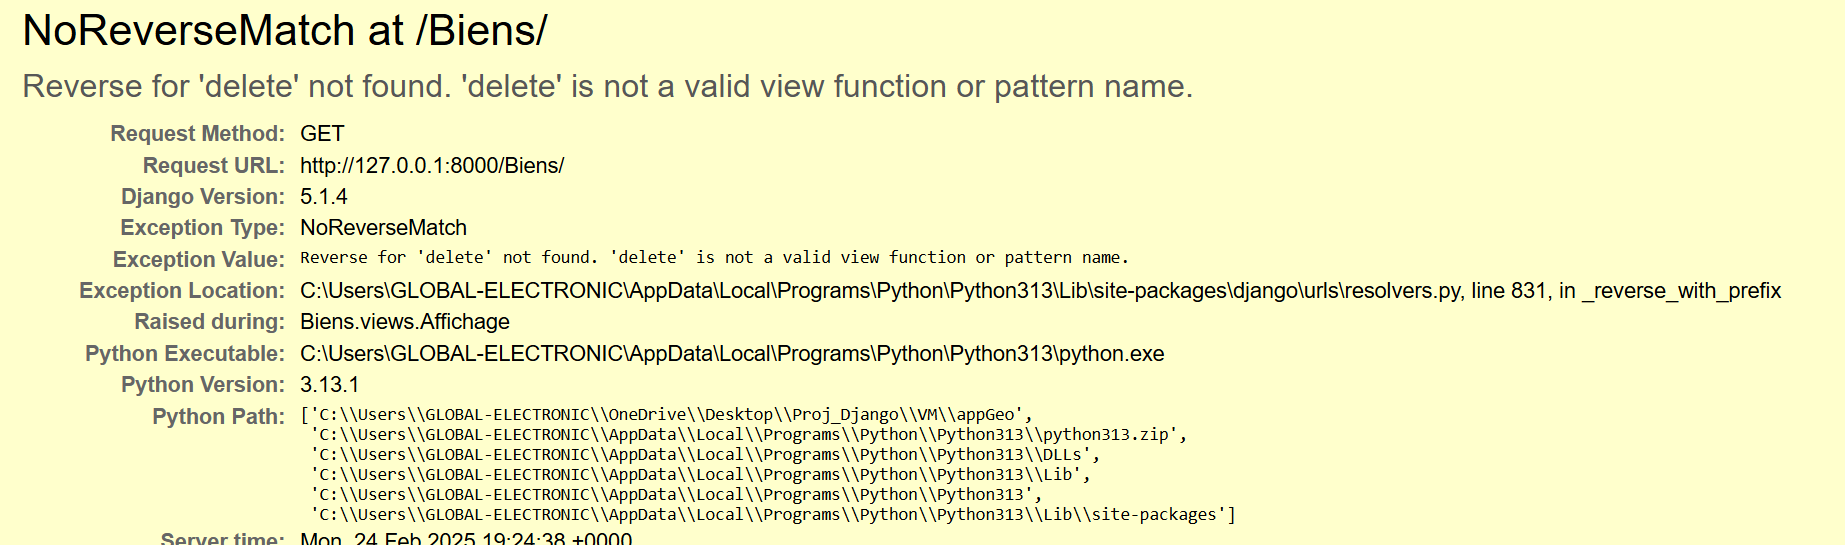 NoReverseMatch at /Biens/
Reverse for 'delete' not found. 'delete' is not a valid view function or pattern name.
Request Method: GET
Request URL: http://127.0.0.1:8000/Biens/
Django Version: 5.1.4
Exception Type: NoReverseMatch
Exception Value: Reverse for 'delete' not found. 'delete' is not a valid view function or pattern name.
Exception Location: C:\Users\GLOBAL-ELECTRONIC\AppData\Local\Programs\Python\Python313\Lib\site-packages\django\urls\resolvers.py, line 831, in _reverse_with_prefix
Raised during: Biens.views.Affichage
Python Executable: C:\Users\GLOBAL-ELECTRONIC\AppData\Local\Programs\Python\Python313\python.exe
Python Version: 3.13.1
Python Path: ['C:\\Users\\GLOBAL-ELECTRONIC\\OneDrive\\Desktop\\Proj_Django\\VM\\appGeo',
'C:\\Users\\GLOBAL-ELECTRONIC\\AppData\\Local\\Programs\\Python\\Python313\\python313.zip',
'C:\\Users\\GLOBAL-ELECTRONIC\\AppData\\Local\\Programs\\Python\\Python313\\DLLs',
'C:\\Users\\GLOBAL-ELECTRONIC\\AppData\\Local\\Programs\\Python\\Python313\\Lib',
'C:\\Users\\GLOBAL-ELECTRONIC\\AppData\\Local\\Programs\\Python\\Python313',
'C:\\Users\\GLOBAL-ELECTRONIC\\AppData\\Local\\Programs\\Python\\Python313\\Lib\\site-packages']
Server time: Mon, 24 Feb 2025 19:24:38 +0000